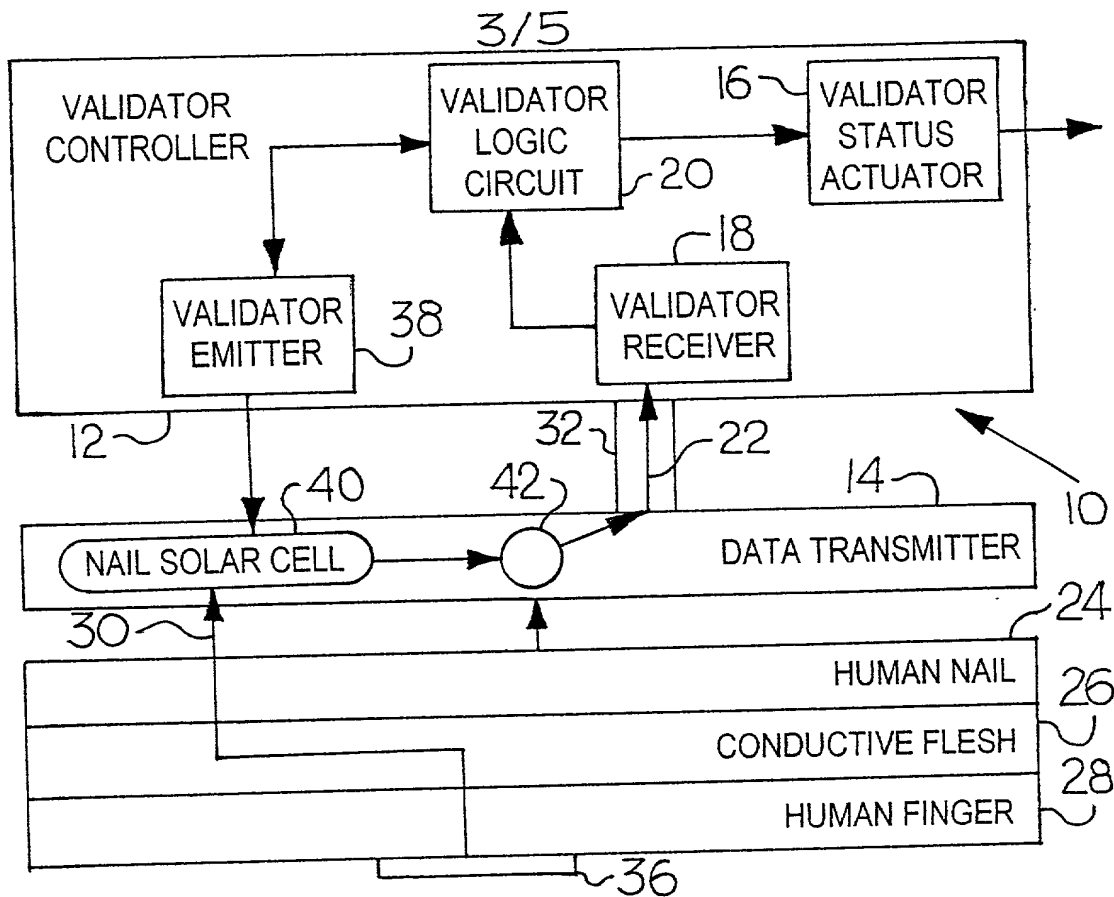 3/5
VALIDATOR
CONTROLLER
VALIDATOR
LOGIC
CIRCUIT
20
16
VALIDATOR
STATUS
ACTUATOR
18
VALIDATOR
EMITTER
38
VALIDATOR
RECEIVER
12
32
22
10
40
42
14
NAIL SOLAR CELL
DATA TRANSMITTER
30
24
HUMAN NAIL
26
CONDUCTIVE FLESH
28
HUMAN FINGER
36